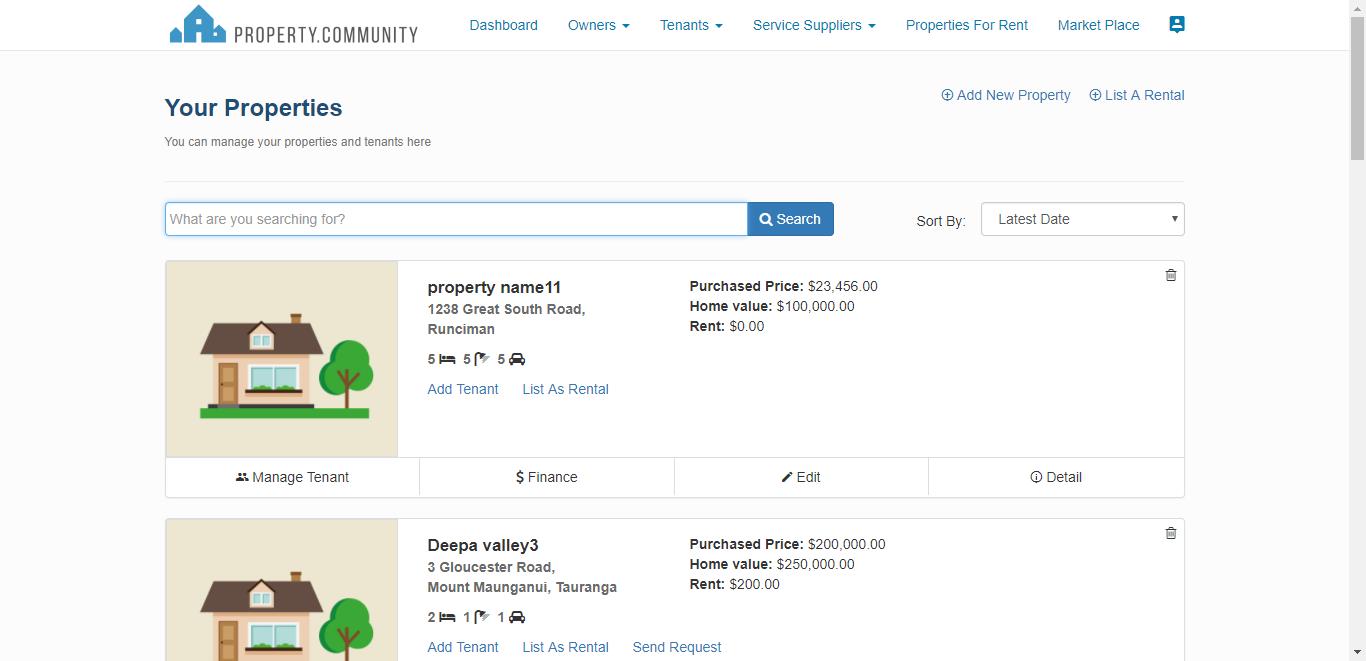 PROPERTY.COMMUNITY
Dashboard Owners Tenants Service Suppliers Properties For Rent Market Place
Add New Property List A Rental
Your Properties
You can manage your properties and tenants here
What are you searching for? Search Sort By: Latest Date
property name11
1238 Great South Road,
Runciman
5 5 5
Add Tenant List As Rental
Purchased Price: $23,456.00
Home value: $100,000.00
Rent: $0.00
Manage Tenant $ Finance Edit Detail
Deepa valley3
3 Gloucester Road,
Mount Maunganui, Tauranga
2 1 1
Add Tenant List As Rental Send Request
Purchased Price: $200,000.00
Home value: $250,000.00
Rent: $200.00